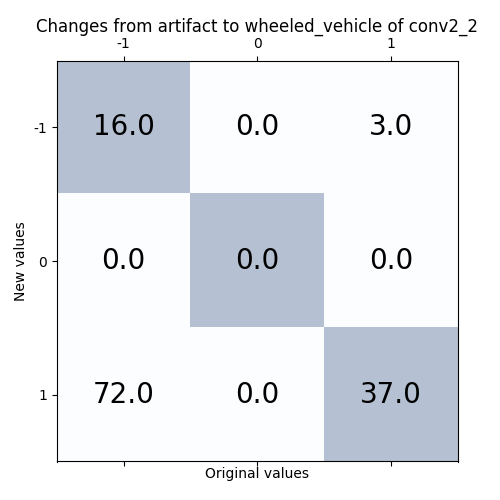 Changes from artifact to wheeled_vehicle of conv2_2
-1 0 1
-1 16.0 0.0 3.0
0 0.0 0.0 0.0
1 72.0 0.0 37.0
New values
Original values